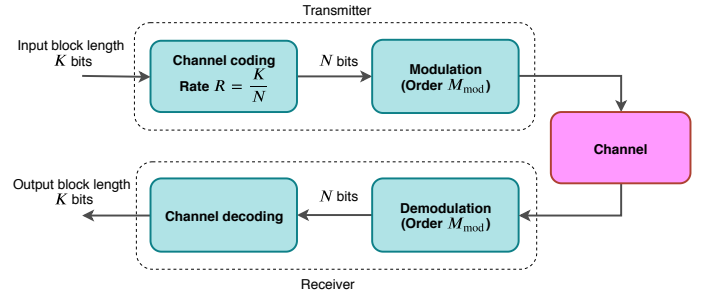 Transmitter
Input block length
K bits
Channel coding
Rate R = K/N
N bits
Modulation
(Order M_mod)
Channel
Output block length
K bits
Channel decoding
N bits
Demodulation
(Order M_mod)
Receiver